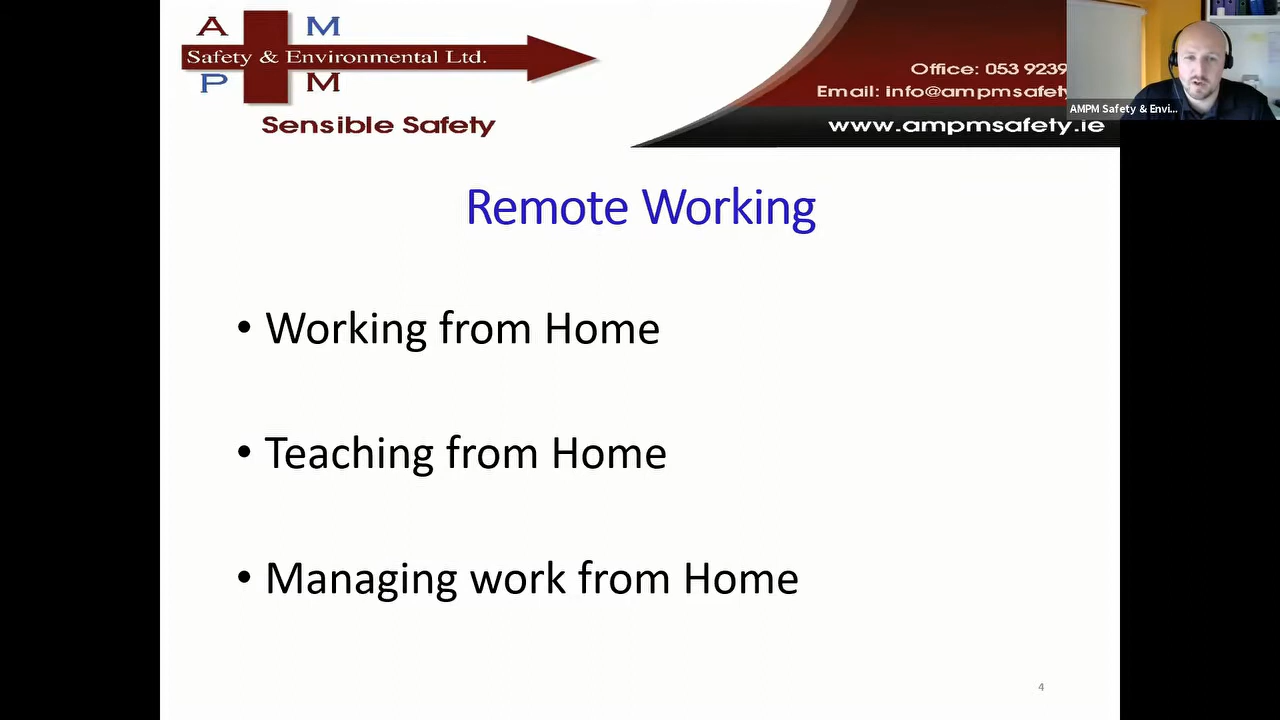 A M
Safety & Environmental Ltd.
P M
Sensible Safety
Office: 053 9239
Email: info@ampmsafety
www.ampmsafety.ie
AMPM Safety & Envi...
Remote Working
• Working from Home
• Teaching from Home
• Managing work from Home
4